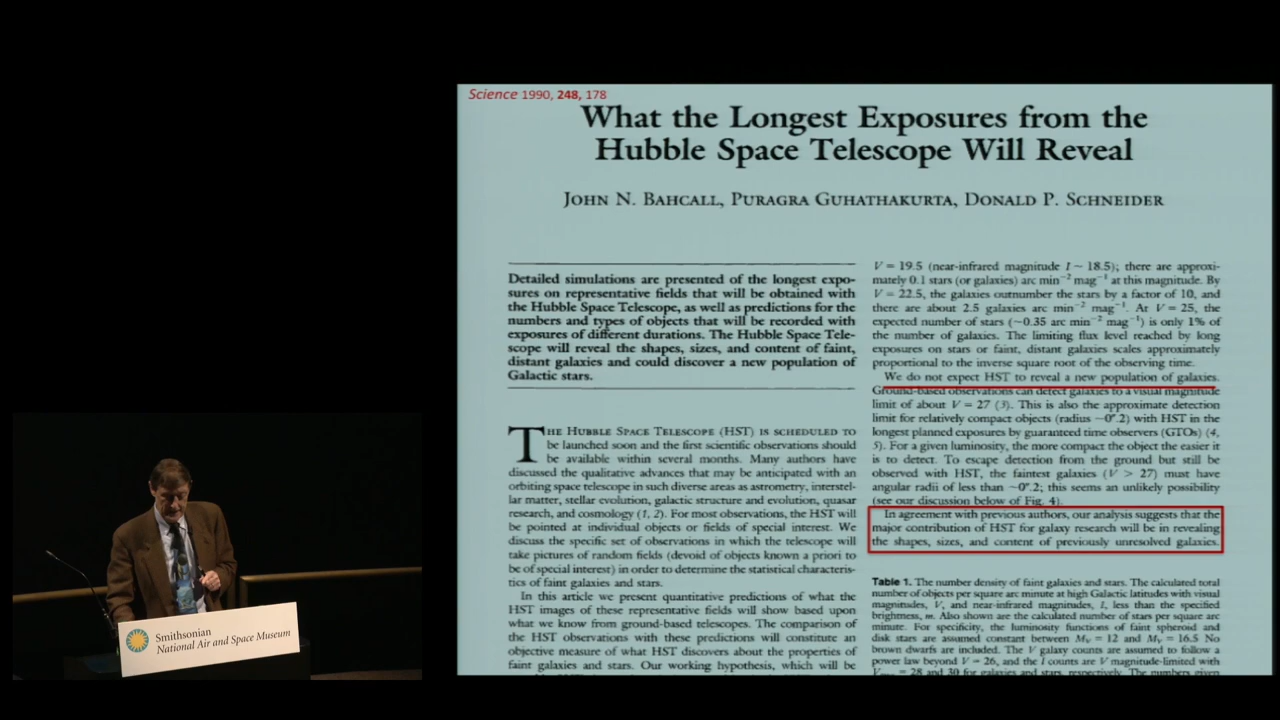 Science 1990, 248, 178
What the Longest Exposures from the
Hubble Space Telescope Will Reveal
JOHN N. BAHCALL, PURAGRA GUHATHAKURTA, DONALD P. SCHNEIDER
Detailed simulations are presented of the longest expo-
sures on representative fields that will be obtained with
the Hubble Space Telescope, as well as predictions for the
numbers and types of objects that will be recorded with
exposures of different durations. The Hubble Space Tele-
scope will reveal the shapes, sizes, and content of faint,
distant galaxies and could discover a new population of
Galactic stars.
THE HUBBLE SPACE TELESCOPE (HST) IS SCHEDULED TO
be launched soon and the first scientific observations should
be available within several months. Many authors have
discussed the qualitative advances that may be anticipated with an
orbiting space telescope in such diverse areas as astrometry, interstel-
lar matter, stellar evolution, galactic structure and evolution, quasar
research, and cosmology (1, 2). For most observations, the HST will
be pointed at individual objects or fields of special interest. We
discuss the specific set of observations in which the telescope will
take pictures of random fields (devoid of objects known a priori to
be of special interest) in order to determine the statistical characteris-
tics of faint galaxies and stars.
In this article we present quantitative predictions of what the
HST images of these representative fields will show based upon
what we know from ground-based telescopes. The comparison of
the HST observations with these predictions will constitute an
objective measure of what HST discovers about the properties of
faint galaxies and stars. Our working hypothesis, which will be
V = 19.5 (near-infrared magnitude I ~ 18.5); there are approxi-
mately 0.1 stars (or galaxies) arc min⁻² mag⁻¹ at this magnitude. By
V = 22.5, the galaxies outnumber the stars by a factor of 10, and
there are about 2.5 galaxies arc min⁻² mag⁻¹. At V = 25, the
expected number of stars (~0.35 arc min⁻² mag⁻¹) is only 1% of
the number of galaxies. The limiting flux level reached by long
exposures on stars or faint, distant galaxies scales approximately
proportional to the inverse square root of the observing time.
We do not expect HST to reveal a new population of galaxies.
Ground-based observations can detect galaxies to a visual magnitude
limit of about V = 27 (3). This is also the approximate detection
limit for relatively compact objects (radius ~0".2) with HST in the
longest planned exposures by guaranteed time observers (GTOs) (4,
5). For a given luminosity, the more compact the object the easier it
is to detect. To escape detection from the ground but still be
observed with HST, the faintest galaxies (V > 27) must have
angular radii of less than ~0".2; this seems an unlikely possibility
(see our discussion below of Fig. 4).
In agreement with previous authors, our analysis suggests that the
major contribution of HST for galaxy research will be in revealing
the shapes, sizes, and content of previously unresolved galaxies.
Table 1. The number density of faint galaxies and stars. The calculated total
number of objects per square arc minute at high Galactic latitudes with visual
magnitudes, V, and near-infrared magnitudes, I, less than the specified
brightness, m. Also shown are the calculated number of stars per square arc
minute. For specificity, the luminosity functions of faint spheroid and
disk stars are assumed constant between Mᵥ = 12 and Mᵥ = 16.5 No
brown dwarfs are included. The V galaxy counts are assumed to follow a
power law beyond V = 26, and the I counts are V magnitude-limited with
= 28 and 30 for galaxies and stars, respectively. The numbers given
Smithsonian
National Air and Space Museum